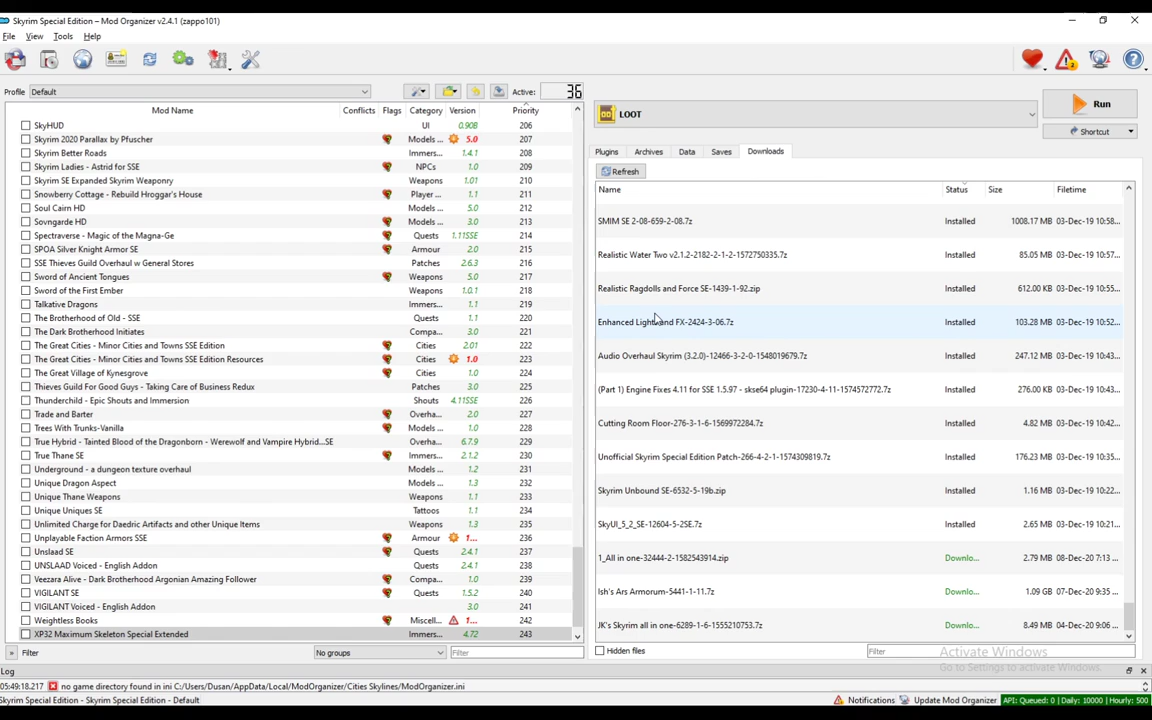 Skyrim Special Edition – Mod Organizer v2.4.1 (zappo101)
File View Tools Help
Profile Default Active: 36
LOOT Run
Shortcut
Plugins Archives Data Saves Downloads
Refresh
Mod Name Conflicts Flags Category Version Priority
SkyHUD UI 0.90B 206
Skyrim 2020 Parallax by Pfuscher Models ... 5.0 207
Skyrim Better Roads Immers... 1.4.1 208
Skyrim Ladies - Astrid for SSE NPCs 1.0 209
Skyrim SE Expanded Skyrim Weaponry Weapons 1.01 210
Snowberry Cottage - Rebuild Hroggar's House Player ... 1.1 211
Soul Cairn HD Models ... 5.0 212
Sovngarde HD Models ... 3.0 213
Spectraverse - Magic of the Magna-Ge Quests 1.11SSE 214
SPOA Silver Knight Armor SE Armour 2.0 215
SSE Thieves Guild Overhaul w General Stores Patches 2.6.3 216
Sword of Ancient Tongues Weapons 5.0 217
Sword of the First Ember Weapons 1.0.1 218
Talkative Dragons Immers... 1.1 219
The Brotherhood of Old - SSE Quests 1.1 220
The Dark Brotherhood Initiates Compa... 3.0 221
The Great Cities - Minor Cities and Towns SSE Edition Cities 2.01 222
The Great Cities - Minor Cities and Towns SSE Edition Resources Cities 1.0 223
The Great Village of Kynesgrove Cities 1.0 224
Thieves Guild For Good Guys - Taking Care of Business Redux Patches 3.0 225
Thunderchild - Epic Shouts and Immersion Shouts 4.11SSE 226
Trade and Barter Overha... 2.0 227
Trees With Trunks-Vanilla Models ... 1.0 228
True Hybrid - Tainted Blood of the Dragonborn - Werewolf and Vampire Hybrid...SE Overha... 6.7.9 229
True Thane SE Immers... 2.1.2 230
Underground - a dungeon texture overhaul Models ... 1.2 231
Unique Dragon Aspect Models ... 1.3 232
Unique Thane Weapons Weapons 1.1 233
Unique Uniques SE Tattoos 1.1 234
Unlimited Charge for Daedric Artifacts and other Unique Items Weapons 1.3 235
Unplayable Faction Armors SSE Armour 1... 236
Unslaad SE Quests 2.4.1 237
UNSLAAD Voiced - English Addon Quests 2.4.1 238
Veezara Alive - Dark Brotherhood Argonian Amazing Follower Compa... 1.0 239
VIGILANT SE Quests 1.5.2 240
VIGILANT Voiced - English Addon 3.0 241
Weightless Books Miscell... 1... 242
XP32 Maximum Skeleton Special Extended Immers... 4.72 243
» Filter No groups Filter
Name Status Size Filetime
SMIM SE 2-08-659-2-08.7z Installed 1008.17 MB 03-Dec-19 10:58...
Realistic Water Two v2.1.2-2182-2-1-2-1572750335.7z Installed 85.05 MB 03-Dec-19 10:57...
Realistic Ragdolls and Force SE-1439-1-92.zip Installed 612.00 KB 03-Dec-19 10:55...
Enhanced Lights and FX-2424-3-06.7z Installed 103.28 MB 03-Dec-19 10:52...
Audio Overhaul Skyrim (3.2.0)-12466-3-2-0-1548019679.7z Installed 247.12 MB 03-Dec-19 10:43...
(Part 1) Engine Fixes 4.11 for SSE 1.5.97 - skse64 plugin-17230-4-11-1574572772.7z Installed 276.00 KB 03-Dec-19 10:43...
Cutting Room Floor-276-3-1-6-1569972284.7z Installed 4.82 MB 03-Dec-19 10:42...
Unofficial Skyrim Special Edition Patch-266-4-2-1-1574309819.7z Installed 176.23 MB 03-Dec-19 10:35...
Skyrim Unbound SE-6532-5-19b.zip Installed 1.16 MB 03-Dec-19 10:22...
SkyUI_5_2_SE-12604-5-2SE.7z Installed 2.65 MB 03-Dec-19 10:21...
1_All in one-32444-2-1582543914.zip Downlo... 2.79 MB 08-Dec-20 7:13 ...
Ish's Ars Armorum-5441-1-11.7z Downlo... 1.09 GB 07-Dec-20 9:35 ...
JK's Skyrim all in one-6289-1-6-1555210753.7z Downlo... 8.49 MB 04-Dec-20 9:06 ...
Hidden files Filter
Activate Windows
Go to Settings to activate Windows.
Log
05:49:18.217 no game directory found in ini C:/Users/Dusan/AppData/Local/ModOrganizer/Cities Skylines/ModOrganizer.ini
Skyrim Special Edition - Skyrim Special Edition - Default Notifications Update Mod Organizer API: Queued: 0 | Daily: 10000 | Hourly: 500